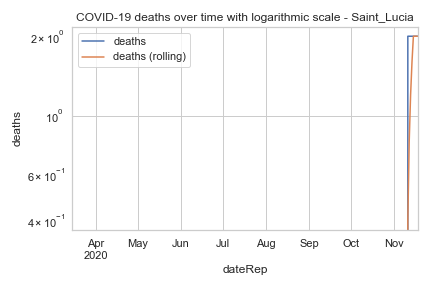 COVID-19 deaths over time with logarithmic scale - Saint_Lucia
deaths
deaths (rolling)
2 × 10⁰
10⁰
6 × 10⁻¹
4 × 10⁻¹
deaths
Apr May Jun Jul Aug Sep Oct Nov
2020
dateRep